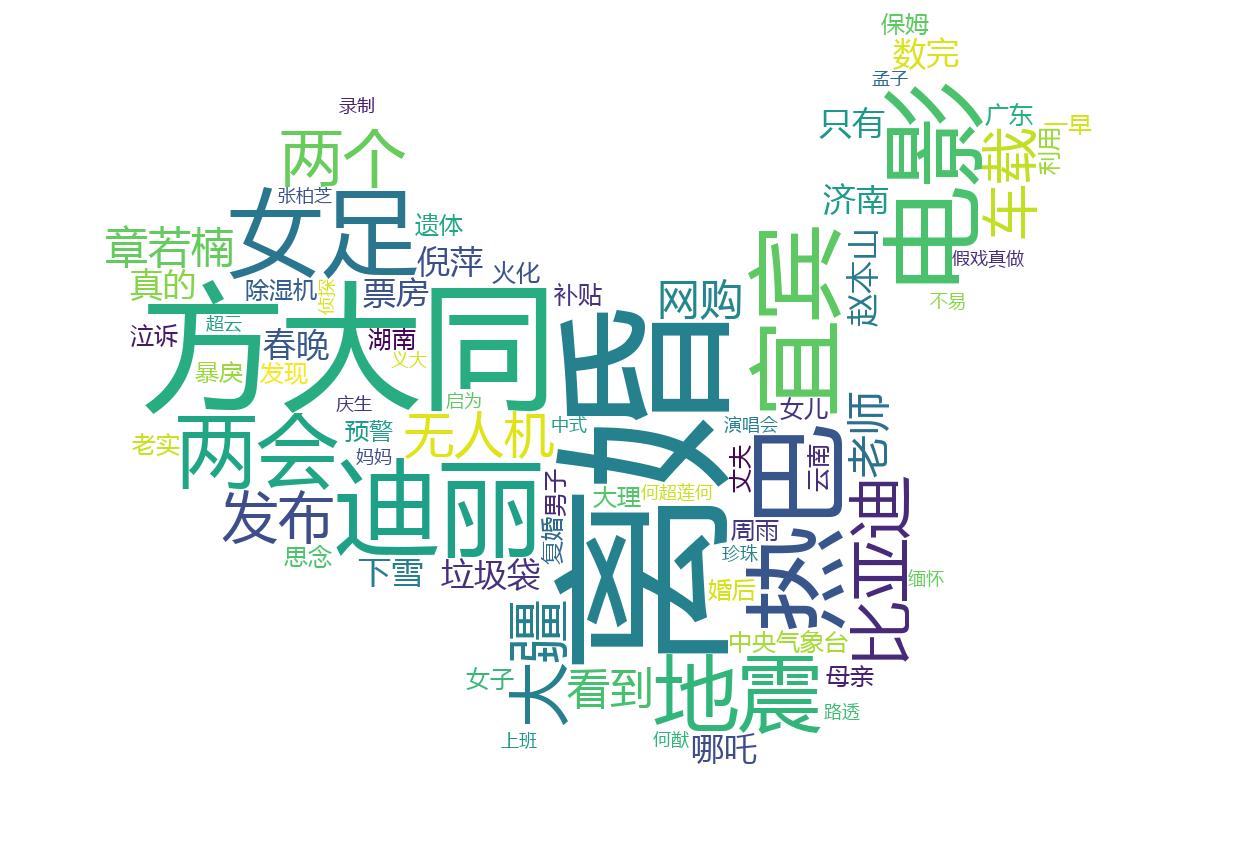 保姆
数完
孟子
录制
电影
只有
广东
一早
车载
利用
两个
张柏芝
济南
女足
遗体
章若楠
倪萍
宜宾
赵本山
假戏真做
真的
火化
除湿机
侦探
票房
补贴
网购
不易
方大同
超云
泣诉
春晚
湖南
义大
暴戾
发现
离婚
庆生
启为
女儿
老师
两会
预警
无人机
中式
演唱会
老实
妈妈
迪丽
热巴
丈夫
云南
发布
男子
大理
何超莲何
比亚迪
复婚
周雨
思念
珍珠
下雪
垃圾袋
婚后
缅怀
大疆
中央气象台
女子
看到
地震
母亲
路透
上班
何猷
哪吒